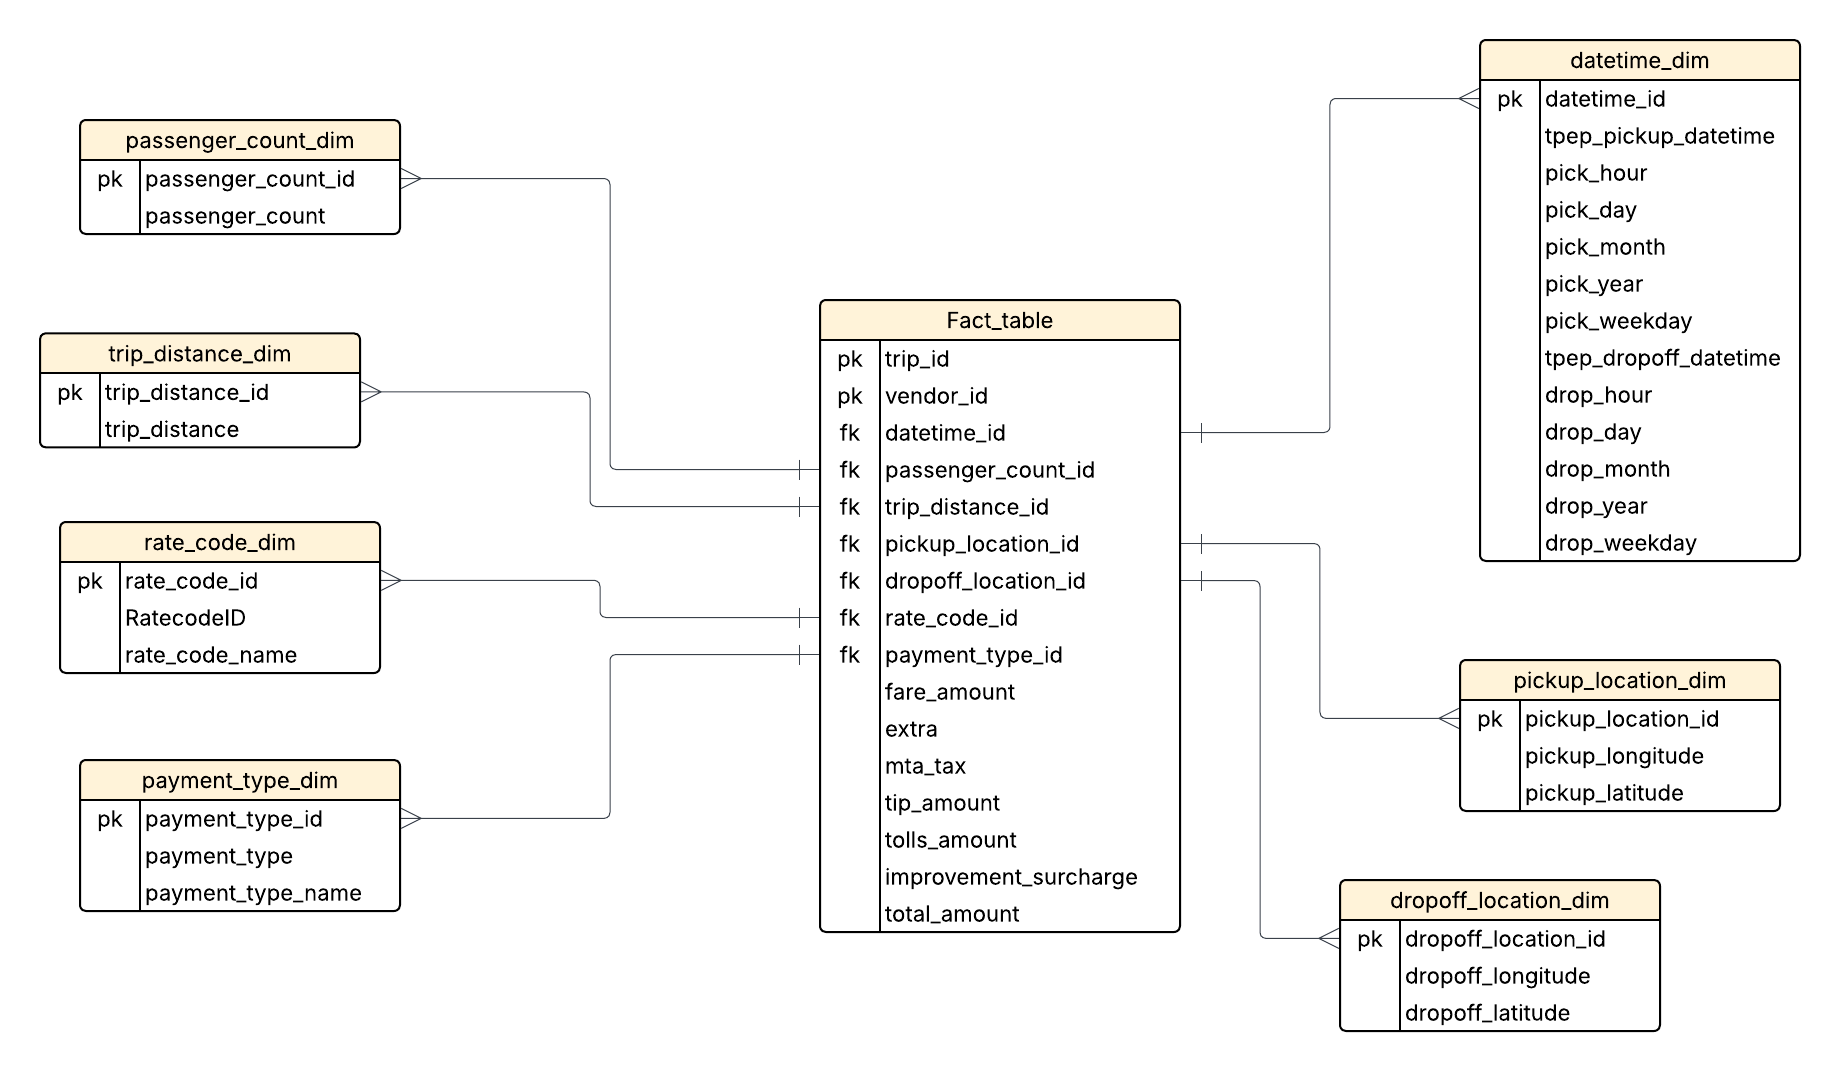 passenger_count_dim
pk passenger_count_id
passenger_count
trip_distance_dim
pk trip_distance_id
trip_distance
rate_code_dim
pk rate_code_id
RatecodeID
rate_code_name
payment_type_dim
pk payment_type_id
payment_type
payment_type_name
Fact_table
pk trip_id
pk vendor_id
fk datetime_id
fk passenger_count_id
fk trip_distance_id
fk pickup_location_id
fk dropoff_location_id
fk rate_code_id
fk payment_type_id
fare_amount
extra
mta_tax
tip_amount
tolls_amount
improvement_surcharge
total_amount
datetime_dim
pk datetime_id
tpep_pickup_datetime
pick_hour
pick_day
pick_month
pick_year
pick_weekday
tpep_dropoff_datetime
drop_hour
drop_day
drop_month
drop_year
drop_weekday
pickup_location_dim
pk pickup_location_id
pickup_longitude
pickup_latitude
dropoff_location_dim
pk dropoff_location_id
dropoff_longitude
dropoff_latitude